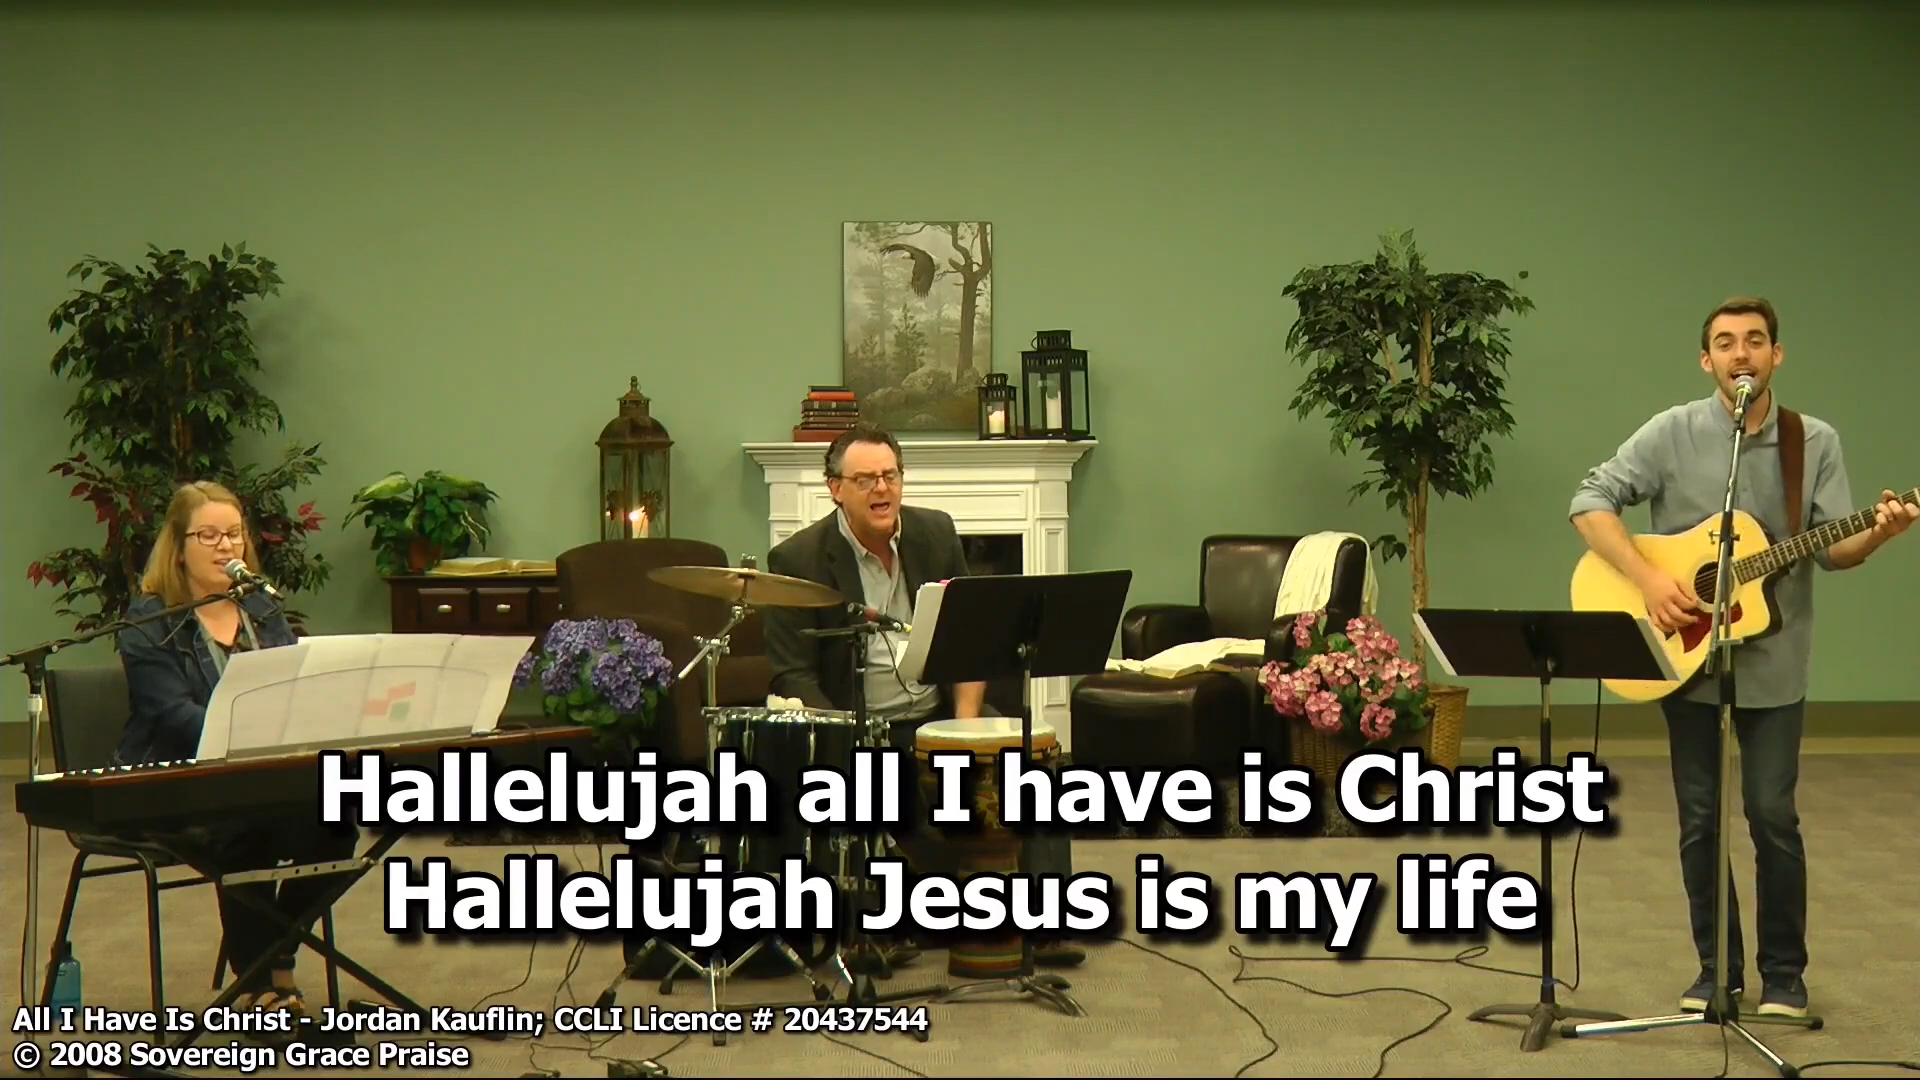 Hallelujah all I have is Christ
Hallelujah Jesus is my life
All I Have Is Christ - Jordan Kauflin; CCLI Licence # 20437544
© 2008 Sovereign Grace Praise